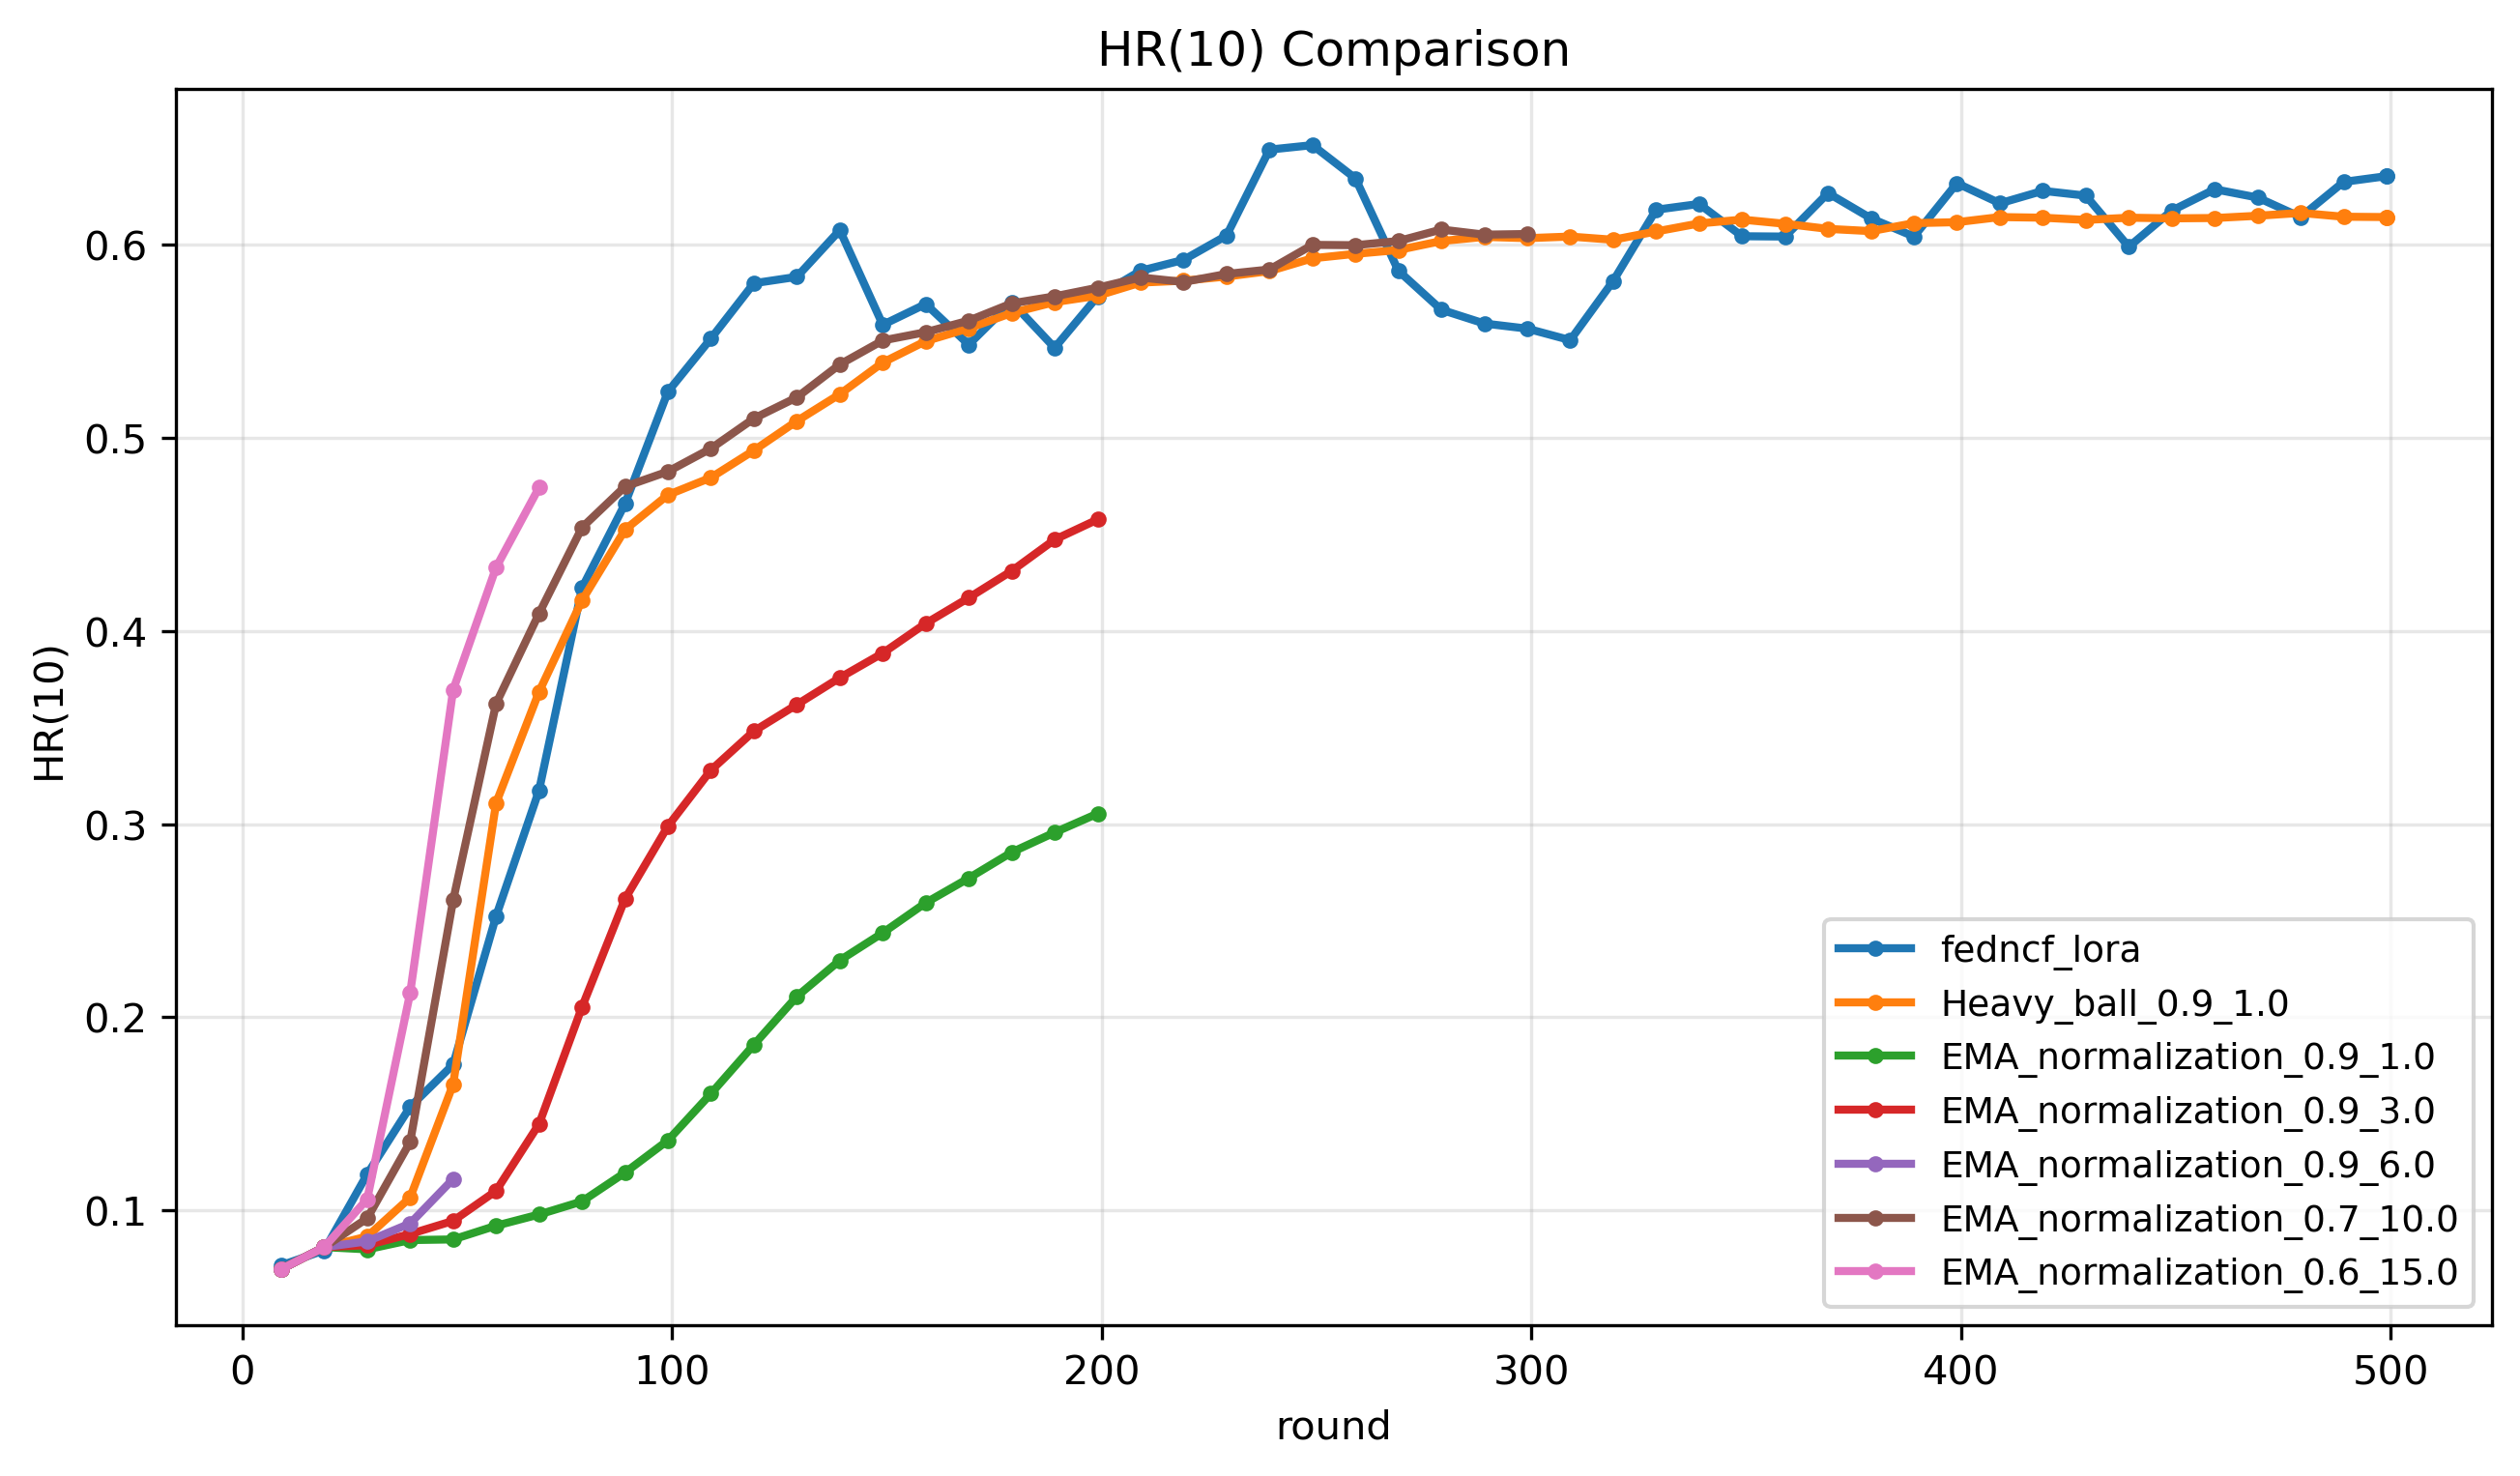 HR(10) Comparison
HR(10)
0.6
0.5
0.4
0.3
0.2
0.1
0 100 200 300 400 500
round
fedncf_lora
Heavy_ball_0.9_1.0
EMA_normalization_0.9_1.0
EMA_normalization_0.9_3.0
EMA_normalization_0.9_6.0
EMA_normalization_0.7_10.0
EMA_normalization_0.6_15.0